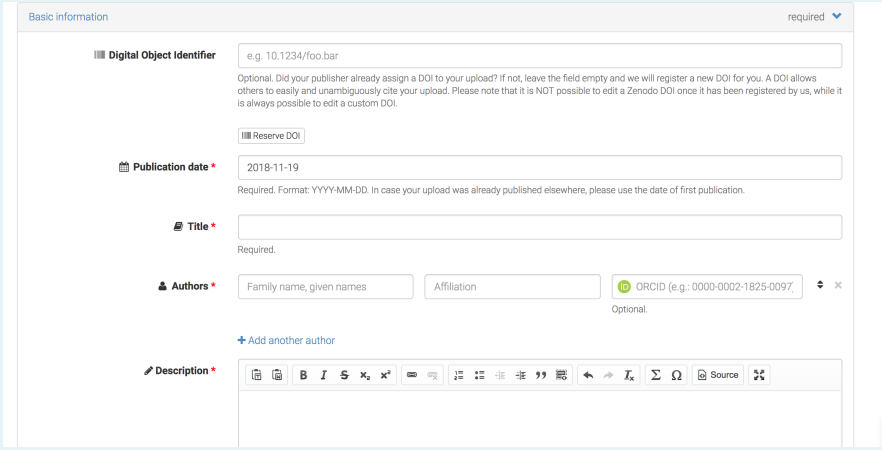 Basic information required
Digital Object Identifier
e.g. 10.1234/foo.bar
Optional. Did your publisher already assign a DOI to your upload? If not, leave the field empty and we will register a new DOI for you. A DOI allows
others to easily and unambiguously cite your upload. Please note that it is NOT possible to edit a Zenodo DOI once it has been registered by us, while it
is always possible to edit a custom DOI.
Reserve DOI
Publication date *
2018-11-19
Required. Format: YYYY-MM-DD. In case your upload was already published elsewhere, please use the date of first publication.
Title *
Required.
Authors * Family name, given names Affiliation iD ORCID (e.g.: 0000-0002-1825-0097)
Optional.
+ Add another author
Description *
B I S x₂ x² Ix Σ Ω Source